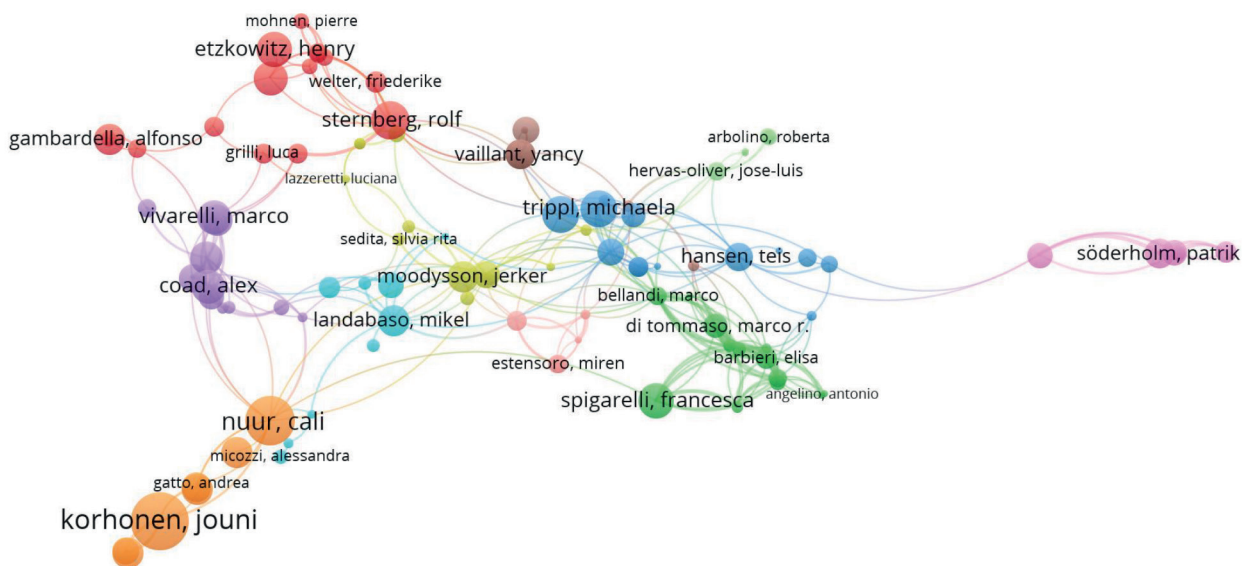 mohnen, pierre
etzkowitz, henry
welter, friederike
sternberg, rolf
gambardella, alfonso
grilli, luca
vaillant, yancy
arbolino, roberta
hervas-oliver, jose-luis
lazzeretti, luciana
vivarelli, marco
trippl, michaela
sedita, silvia rita
hansen, teis
söderholm, patrik
moodysson, jerker
coad, alex
bellandi, marco
landabaso, mikel
di tommaso, marco r.
estensoro, miren
barbieri, elisa
angelino, antonio
spigarelli, francesca
nuur, cali
micozzi, alessandra
gatto, andrea
korhonen, jouni